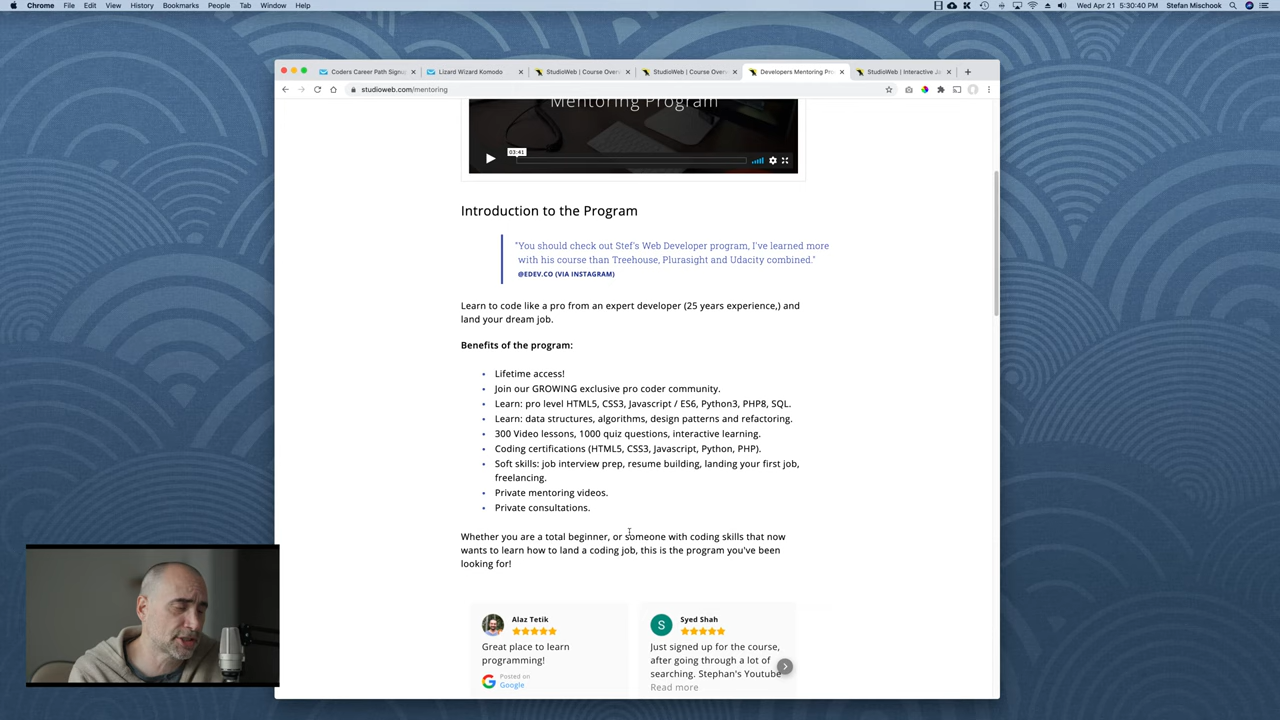 Chrome File Edit View History Bookmarks People Tab Window Help
Wed Apr 21 5:30:40 PM Stefan Mischook
Coders Career Path Signu
Lizard Wizard Komodo
StudioWeb | Course Over
StudioWeb | Course Over
Developers Mentoring Pro
StudioWeb | Interactive Ja
studioweb.com/mentoring
Mentoring Program
03:41
Introduction to the Program
"You should check out Stef's Web Developer program, I've learned more
with his course than Treehouse, Plurasight and Udacity combined."
@EDEV.CO (VIA INSTAGRAM)
Learn to code like a pro from an expert developer (25 years experience,) and
land your dream job.
Benefits of the program:
• Lifetime access!
• Join our GROWING exclusive pro coder community.
• Learn: pro level HTML5, CSS3, Javascript / ES6, Python3, PHP8, SQL.
• Learn: data structures, algorithms, design patterns and refactoring.
• 300 Video lessons, 1000 quiz questions, interactive learning.
• Coding certifications (HTML5, CSS3, Javascript, Python, PHP).
• Soft skills: job interview prep, resume building, landing your first job,
freelancing.
• Private mentoring videos.
• Private consultations.
Whether you are a total beginner, or someone with coding skills that now
wants to learn how to land a coding job, this is the program you've been
looking for!
Alaz Tetik
Great place to learn
programming!
Posted on
Google
S
Syed Shah
Just signed up for the course,
after going through a lot of
searching. Stephan's Youtube
Read more